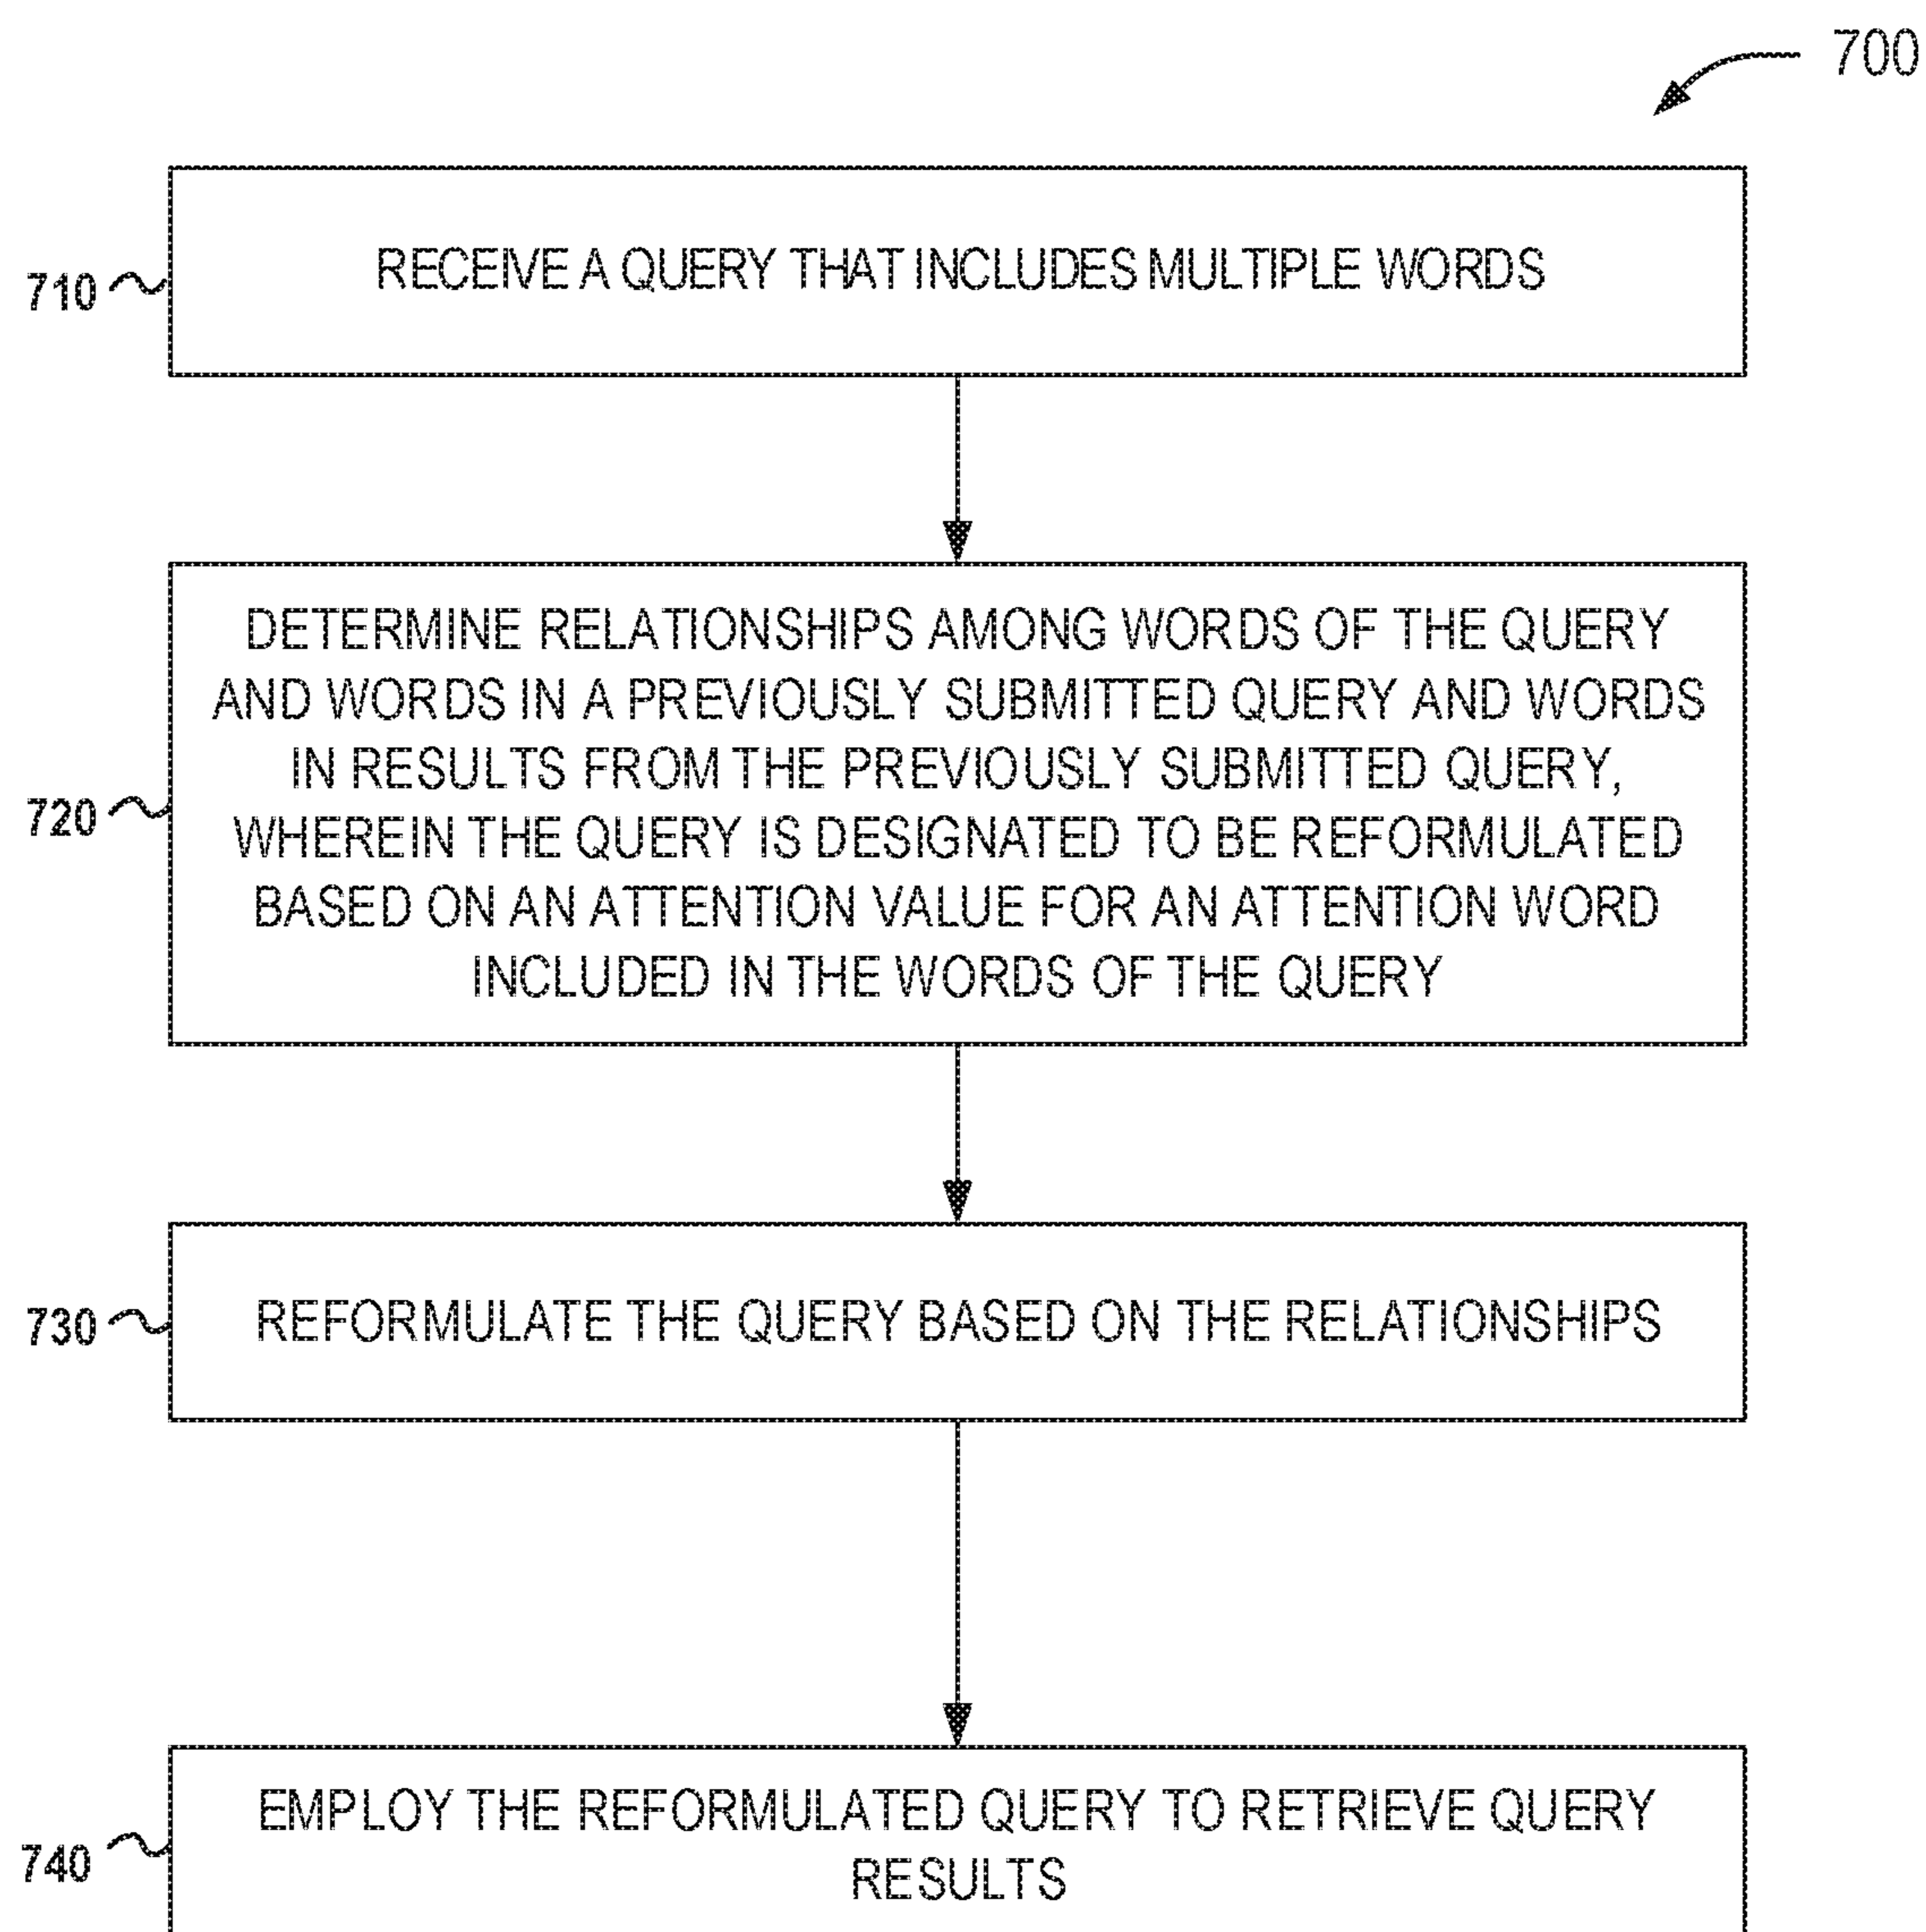 700
710
RECEIVE A QUERY THAT INCLUDES MULTIPLE WORDS
720
DETERMINE RELATIONSHIPS AMONG WORDS OF THE QUERY
AND WORDS IN A PREVIOUSLY SUBMITTED QUERY AND WORDS
IN RESULTS FROM THE PREVIOUSLY SUBMITTED QUERY,
WHEREIN THE QUERY IS DESIGNATED TO BE REFORMULATED
BASED ON AN ATTENTION VALUE FOR AN ATTENTION WORD
INCLUDED IN THE WORDS OF THE QUERY
730
REFORMULATE THE QUERY BASED ON THE RELATIONSHIPS
740
EMPLOY THE REFORMULATED QUERY TO RETRIEVE QUERY
RESULTS